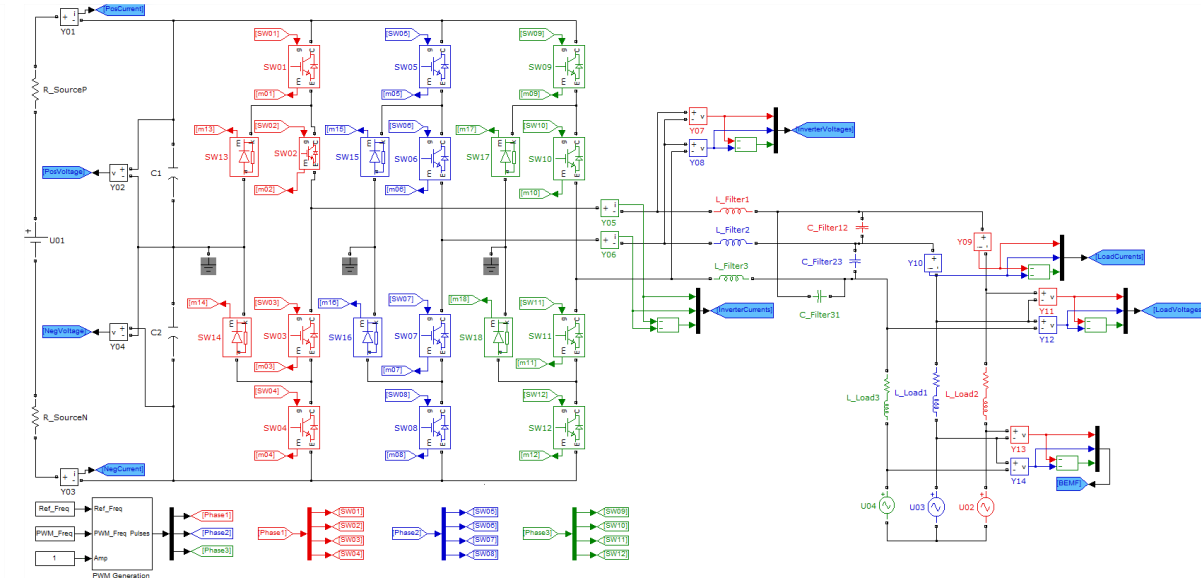 [PosCurrent]
Y01
R_SourceP
[PosVoltage]
Y02
C1
U01
[NegVoltage]
Y04
C2
R_SourceN
[NegCurrent]
Y03
[SW01]
SW01
[m01]
[SW05]
SW05
[m05]
[SW09]
SW09
[m09]
[m13]
[SW02]
SW13
SW02
[m02]
[m15]
[SW06]
SW15
SW06
[m06]
[m17]
[SW10]
SW17
SW10
[m10]
[m14]
[SW03]
SW14
SW03
[m03]
[m16]
[SW07]
SW16
SW07
[m07]
[m18]
[SW11]
SW18
SW11
[m11]
[SW04]
SW04
[m04]
[SW08]
SW08
[m08]
[SW12]
SW12
[m12]
Y05
Y06
Y07
Y08
[InverterVoltages]
L_Filter1
L_Filter2
L_Filter3
C_Filter12
C_Filter23
C_Filter31
[InverterCurrents]
Y09
Y10
[LoadCurrents]
Y11
Y12
[LoadVoltages]
L_Load3
L_Load1
L_Load2
Y13
Y14
[BEMF]
U04
U03
U02
Ref_Freq
PWM_Freq
1
Ref_Freq
PWM_Freq Pulses
Amp
PWM Generation
[Phase1]
[Phase2]
[Phase3]
[Phase1]
[SW01]
[SW02]
[SW03]
[SW04]
[Phase2]
[SW05]
[SW06]
[SW07]
[SW08]
[Phase3]
[SW09]
[SW10]
[SW11]
[SW12]